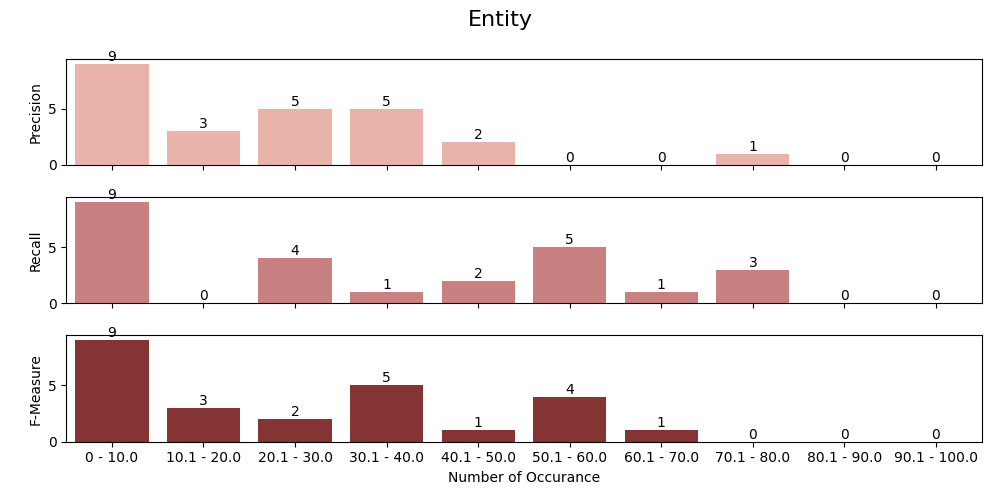 Entity
Precision
5
0
9 3 5 5 2 0 0 1 0 0
Recall
5
0
9 0 4 1 2 5 1 3 0 0
F-Measure
5
0
9 3 2 5 1 4 1 0 0 0
0 - 10.0 10.1 - 20.0 20.1 - 30.0 30.1 - 40.0 40.1 - 50.0 50.1 - 60.0 60.1 - 70.0 70.1 - 80.0 80.1 - 90.0 90.1 - 100.0
Number of Occurance